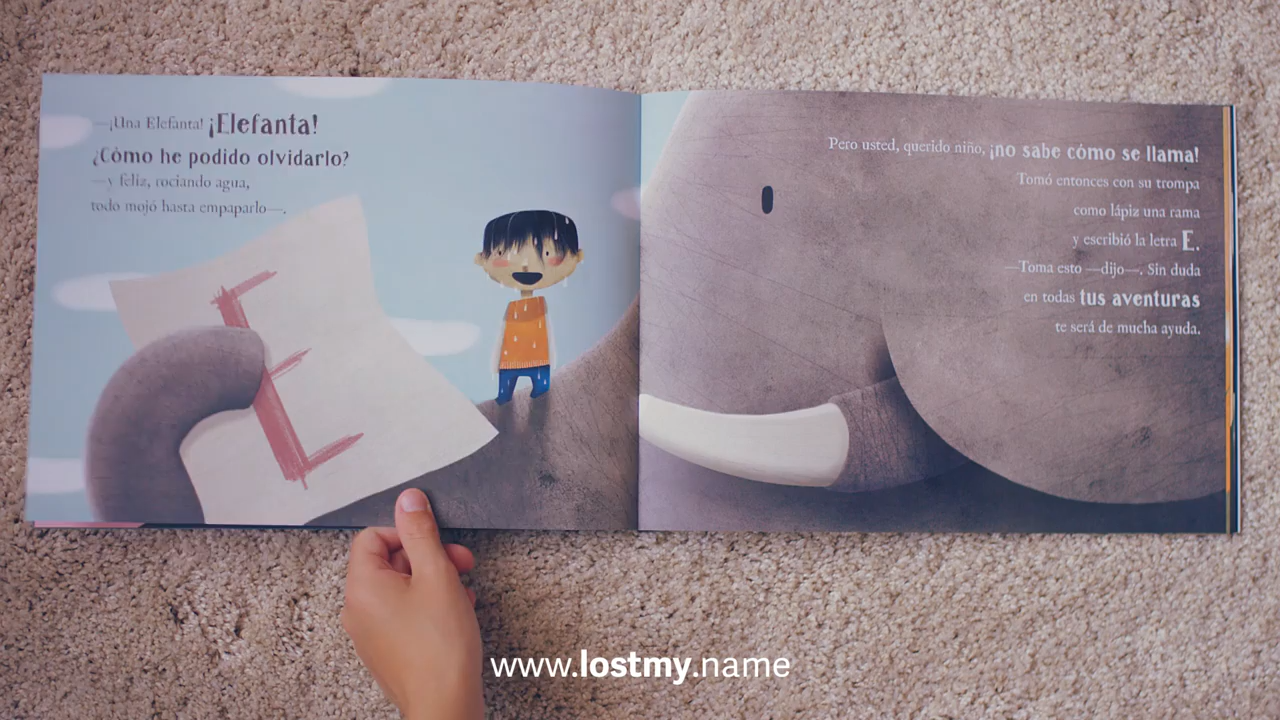 —¡Una Elefanta! ¡Elefanta!
¿Cómo he podido olvidarlo?
—y feliz, rociando agua,
todo mojó hasta empaparlo—.
E
Pero usted, querido niño, ¡no sabe cómo se llama!
Tomó entonces con su trompa
como lápiz una rama
y escribió la letra E.
—Toma esto —dijo—. Sin duda
en todas tus aventuras
te será de mucha ayuda.
www.lostmy.name